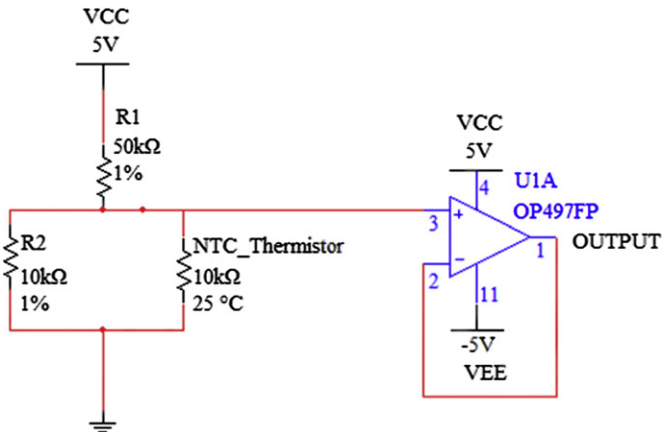 VCC
5V
R1
50kΩ
1%
R2
10kΩ
1%
NTC_Thermistor
10kΩ
25 °C
VCC
5V
4
U1A
OP497FP
3
+
1
OUTPUT
−
2
11
-5V
VEE